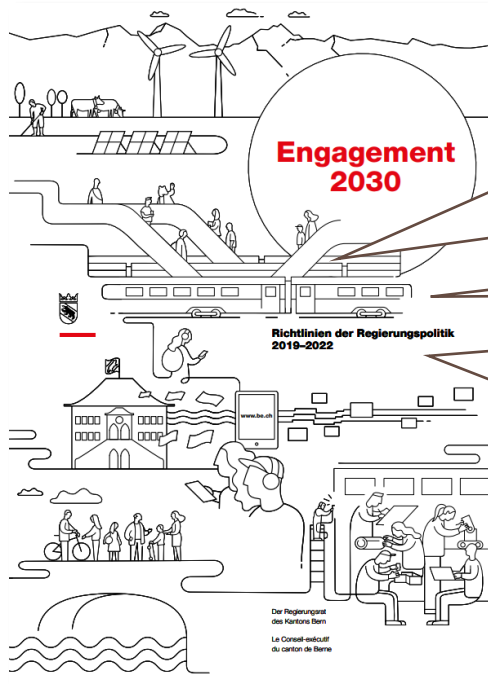 Engagement
2030
Richtlinien der Regierungspolitik
2019–2022
www.be.ch
Der Regierungsrat
des Kantons Bern
Le Conseil-exécutif
du canton de Berne